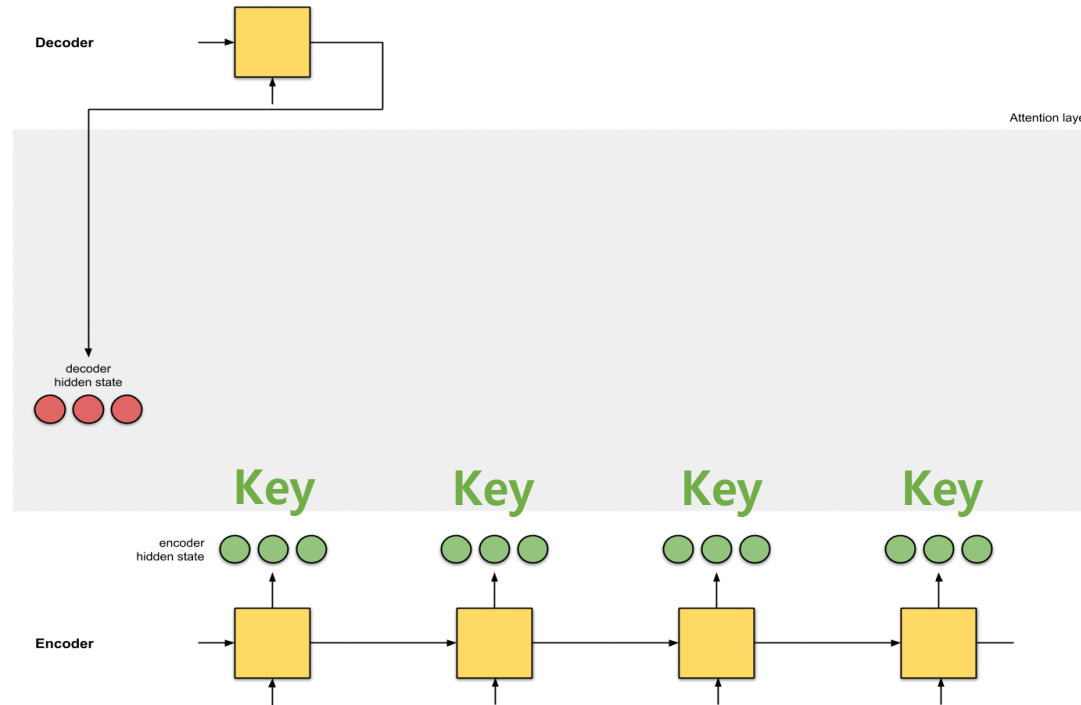 Decoder
Attention laye
decoder
hidden state
Key Key Key Key
encoder
hidden state
Encoder